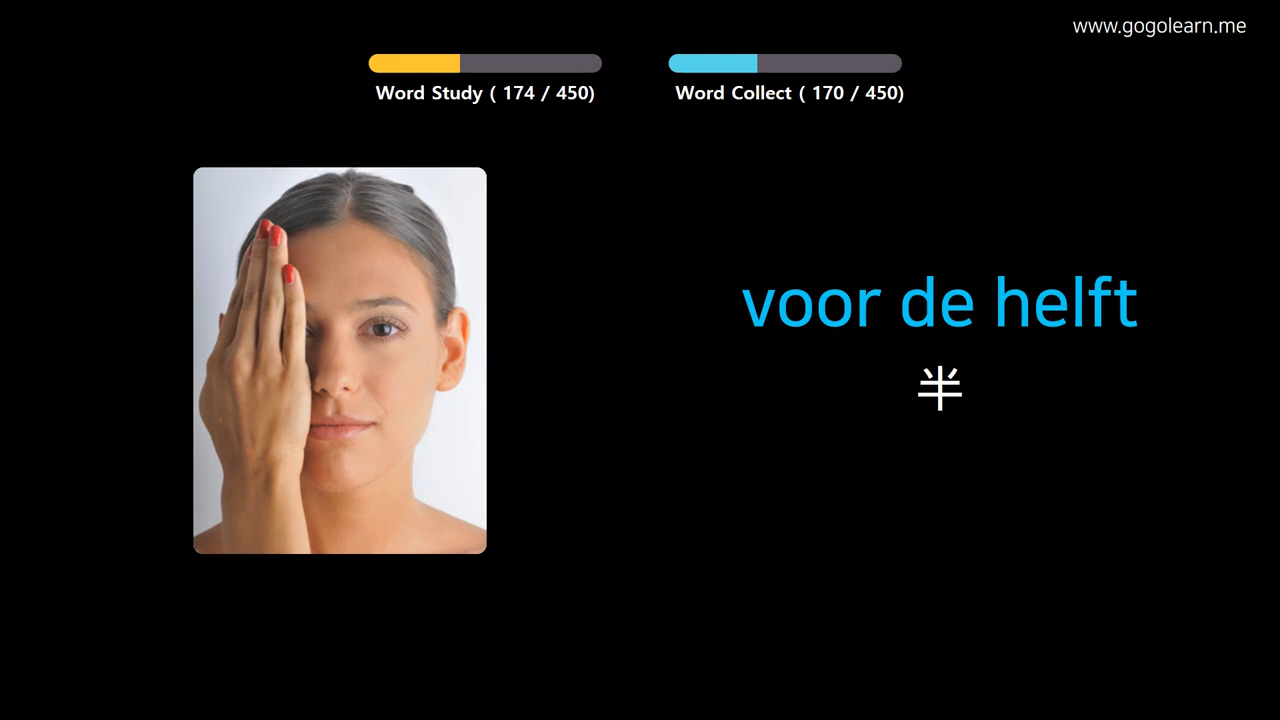 www.gogolearn.me
Word Study ( 174 / 450)
Word Collect ( 170 / 450)
voor de helft
半